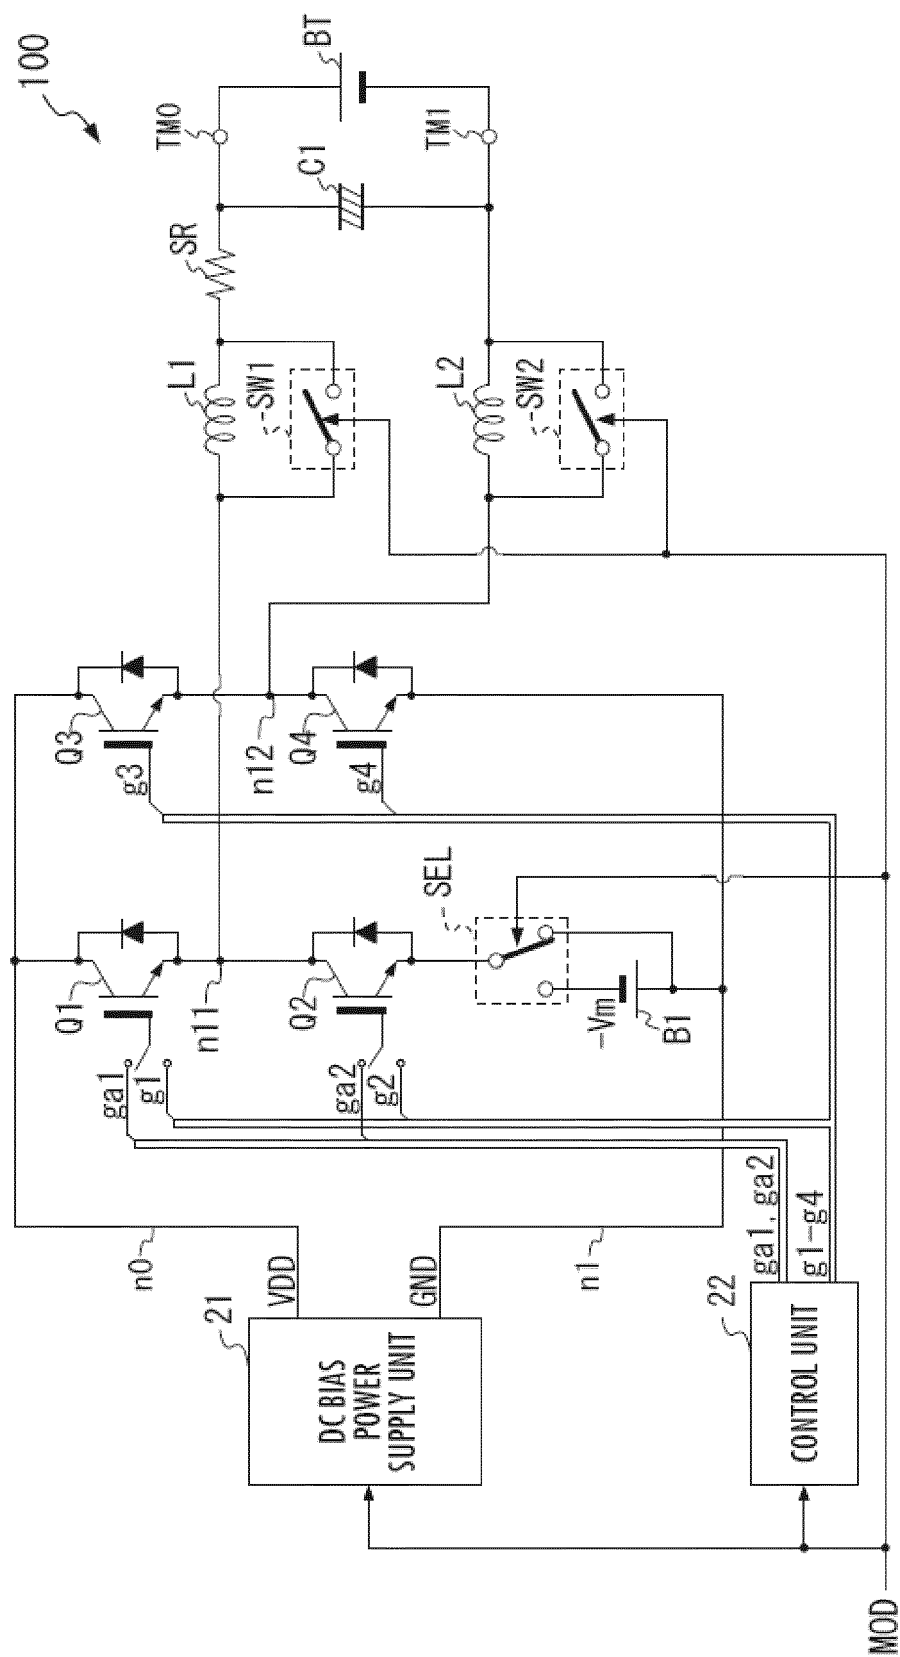 100
TM0
BT
C1
TM1
SR
L1
SW1
L2
SW2
Q3
g3
n12
Q4
g4
SEL
Q1
n11
Q2
-Vm
B1
ga1
g1
ga2
g2
n0
VDD
21
GND
n1
ga1, ga2
g1-g4
22
DC BIAS
POWER
SUPPLY UNIT
CONTROL UNIT
MOD